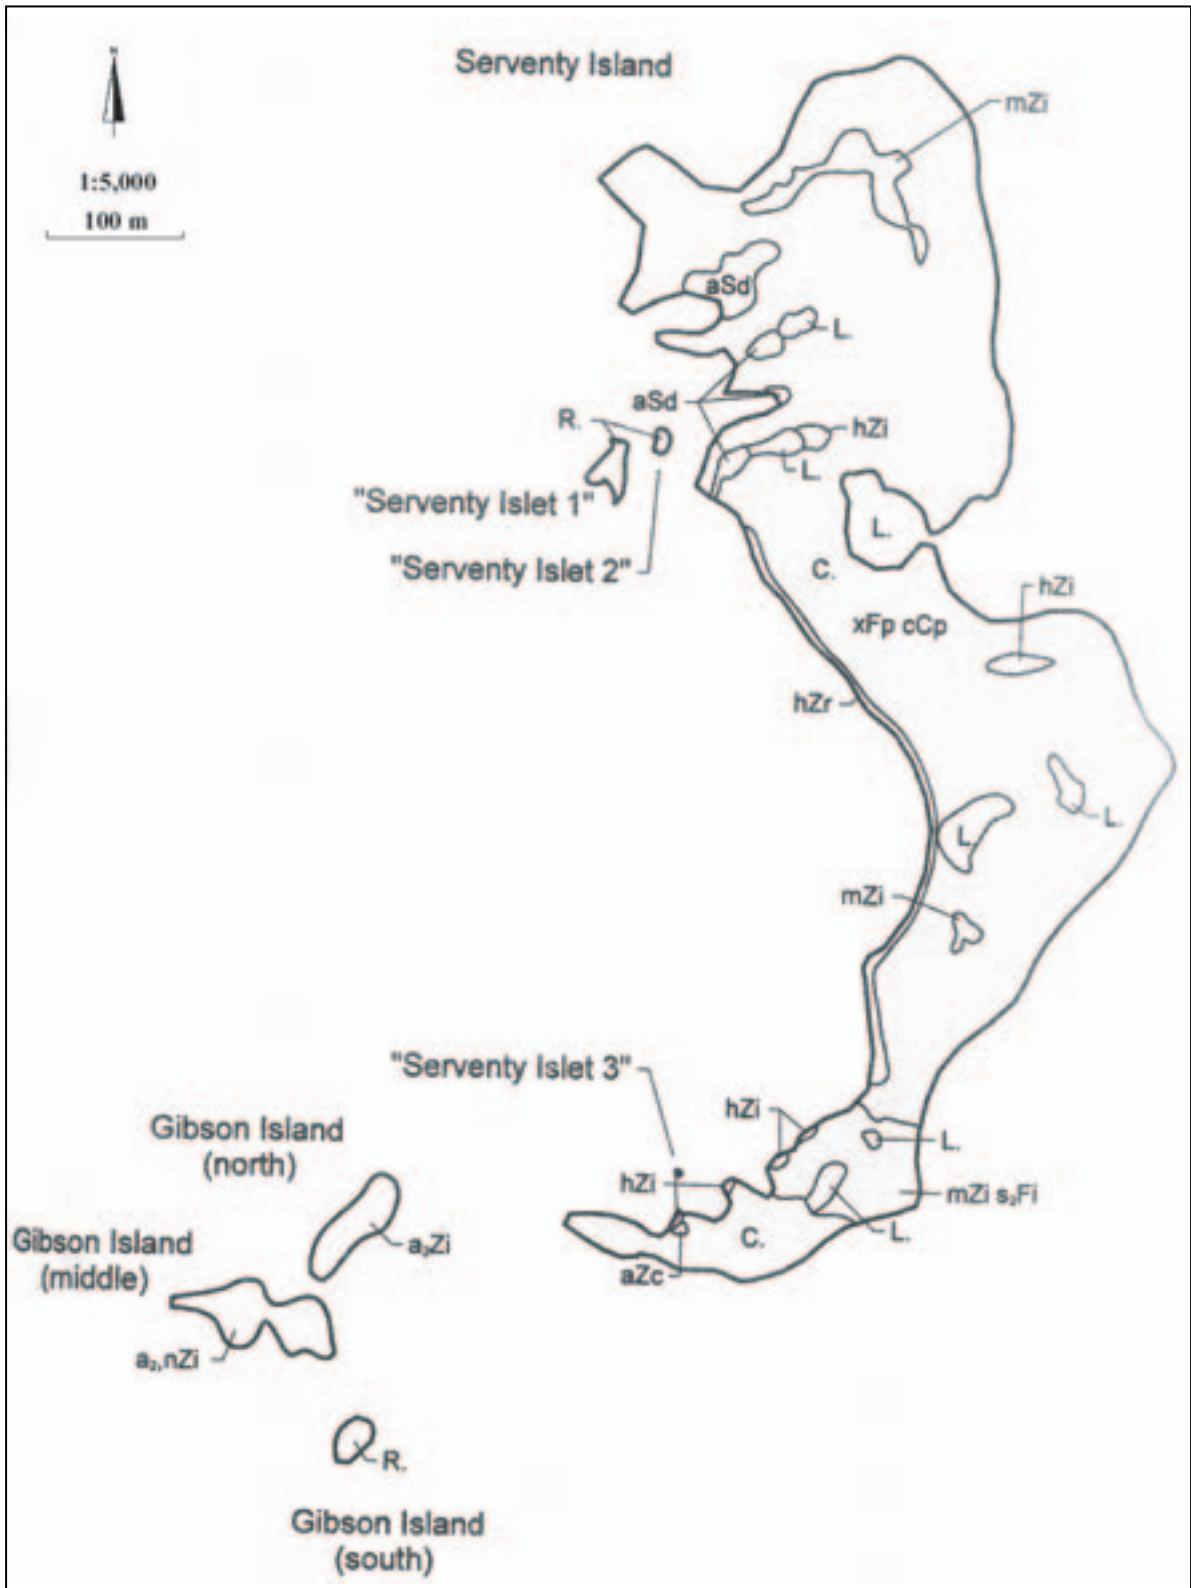 N
Serventy Island
mZi
1:5,000
100 m
aSd
L.
aSd
R.
hZi
L.
"Serventy Islet 1"
L.
"Serventy Islet 2"
C.
hZi
xFp cCp
hZr
L.
L.
mZi
"Serventy Islet 3"
hZi
Gibson Island
(north)
L.
hZi
mZi s₂Fi
L.
C.
Gibson Island
(middle)
a₃Zi
aZc
a₂,nZi
R.
Gibson Island
(south)